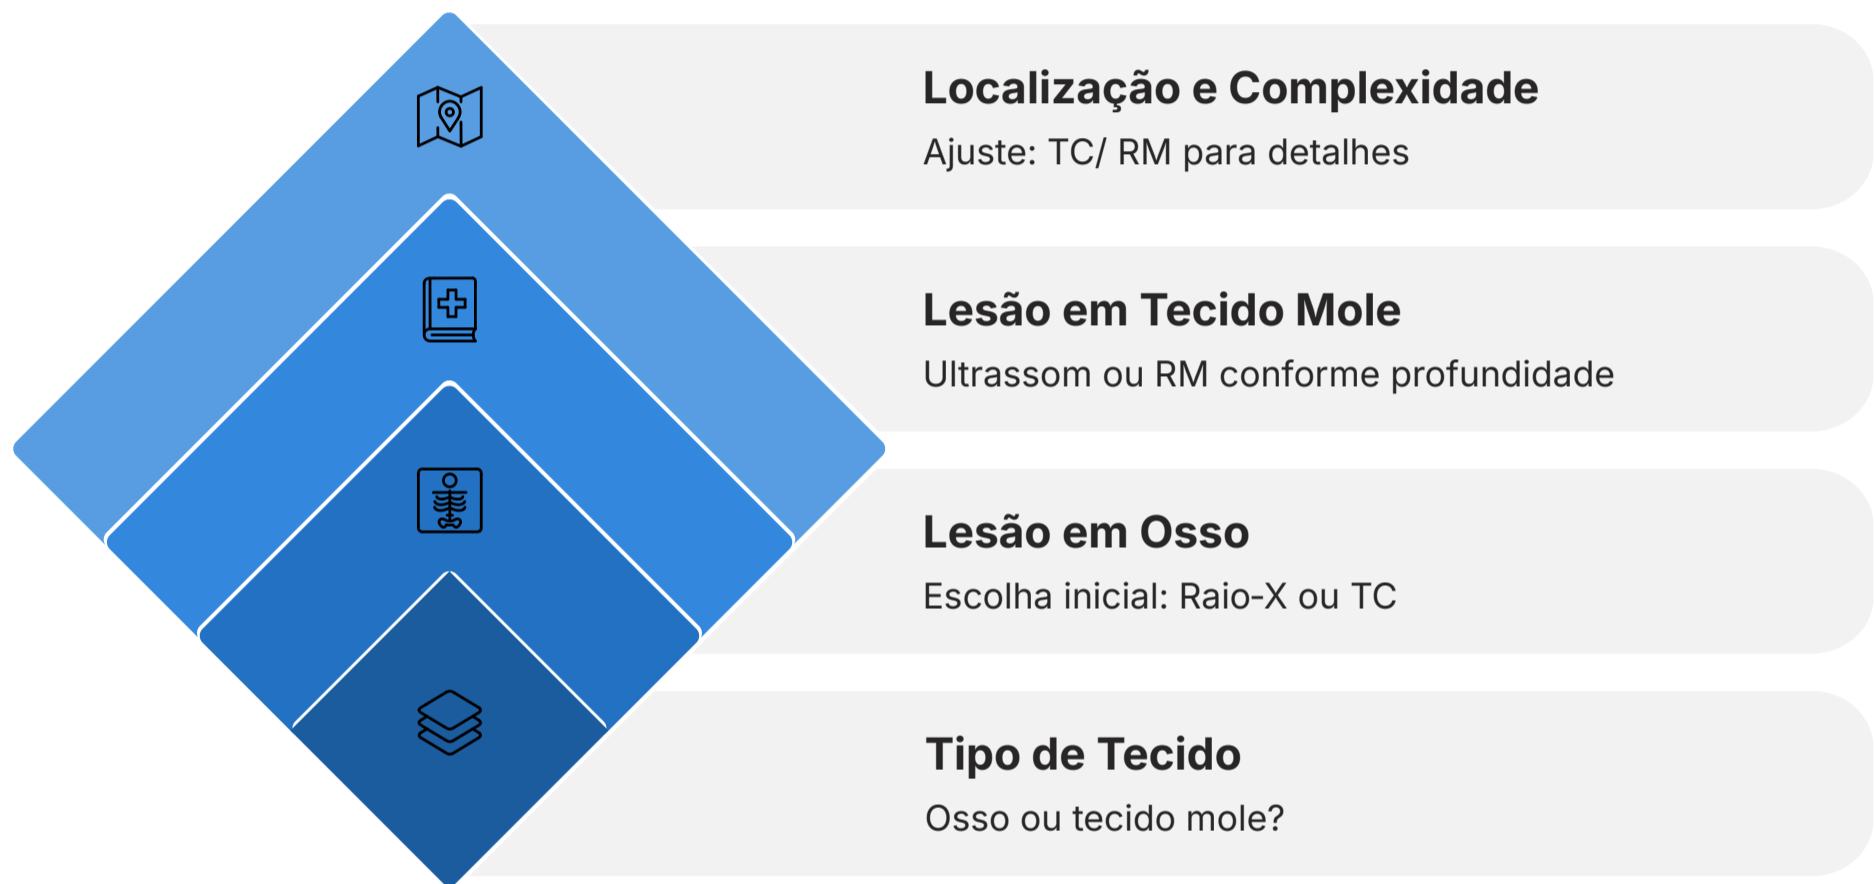 Localização e Complexidade
Ajuste: TC/ RM para detalhes
Lesão em Tecido Mole
Ultrassom ou RM conforme profundidade
Lesão em Osso
Escolha inicial: Raio-X ou TC
Tipo de Tecido
Osso ou tecido mole?